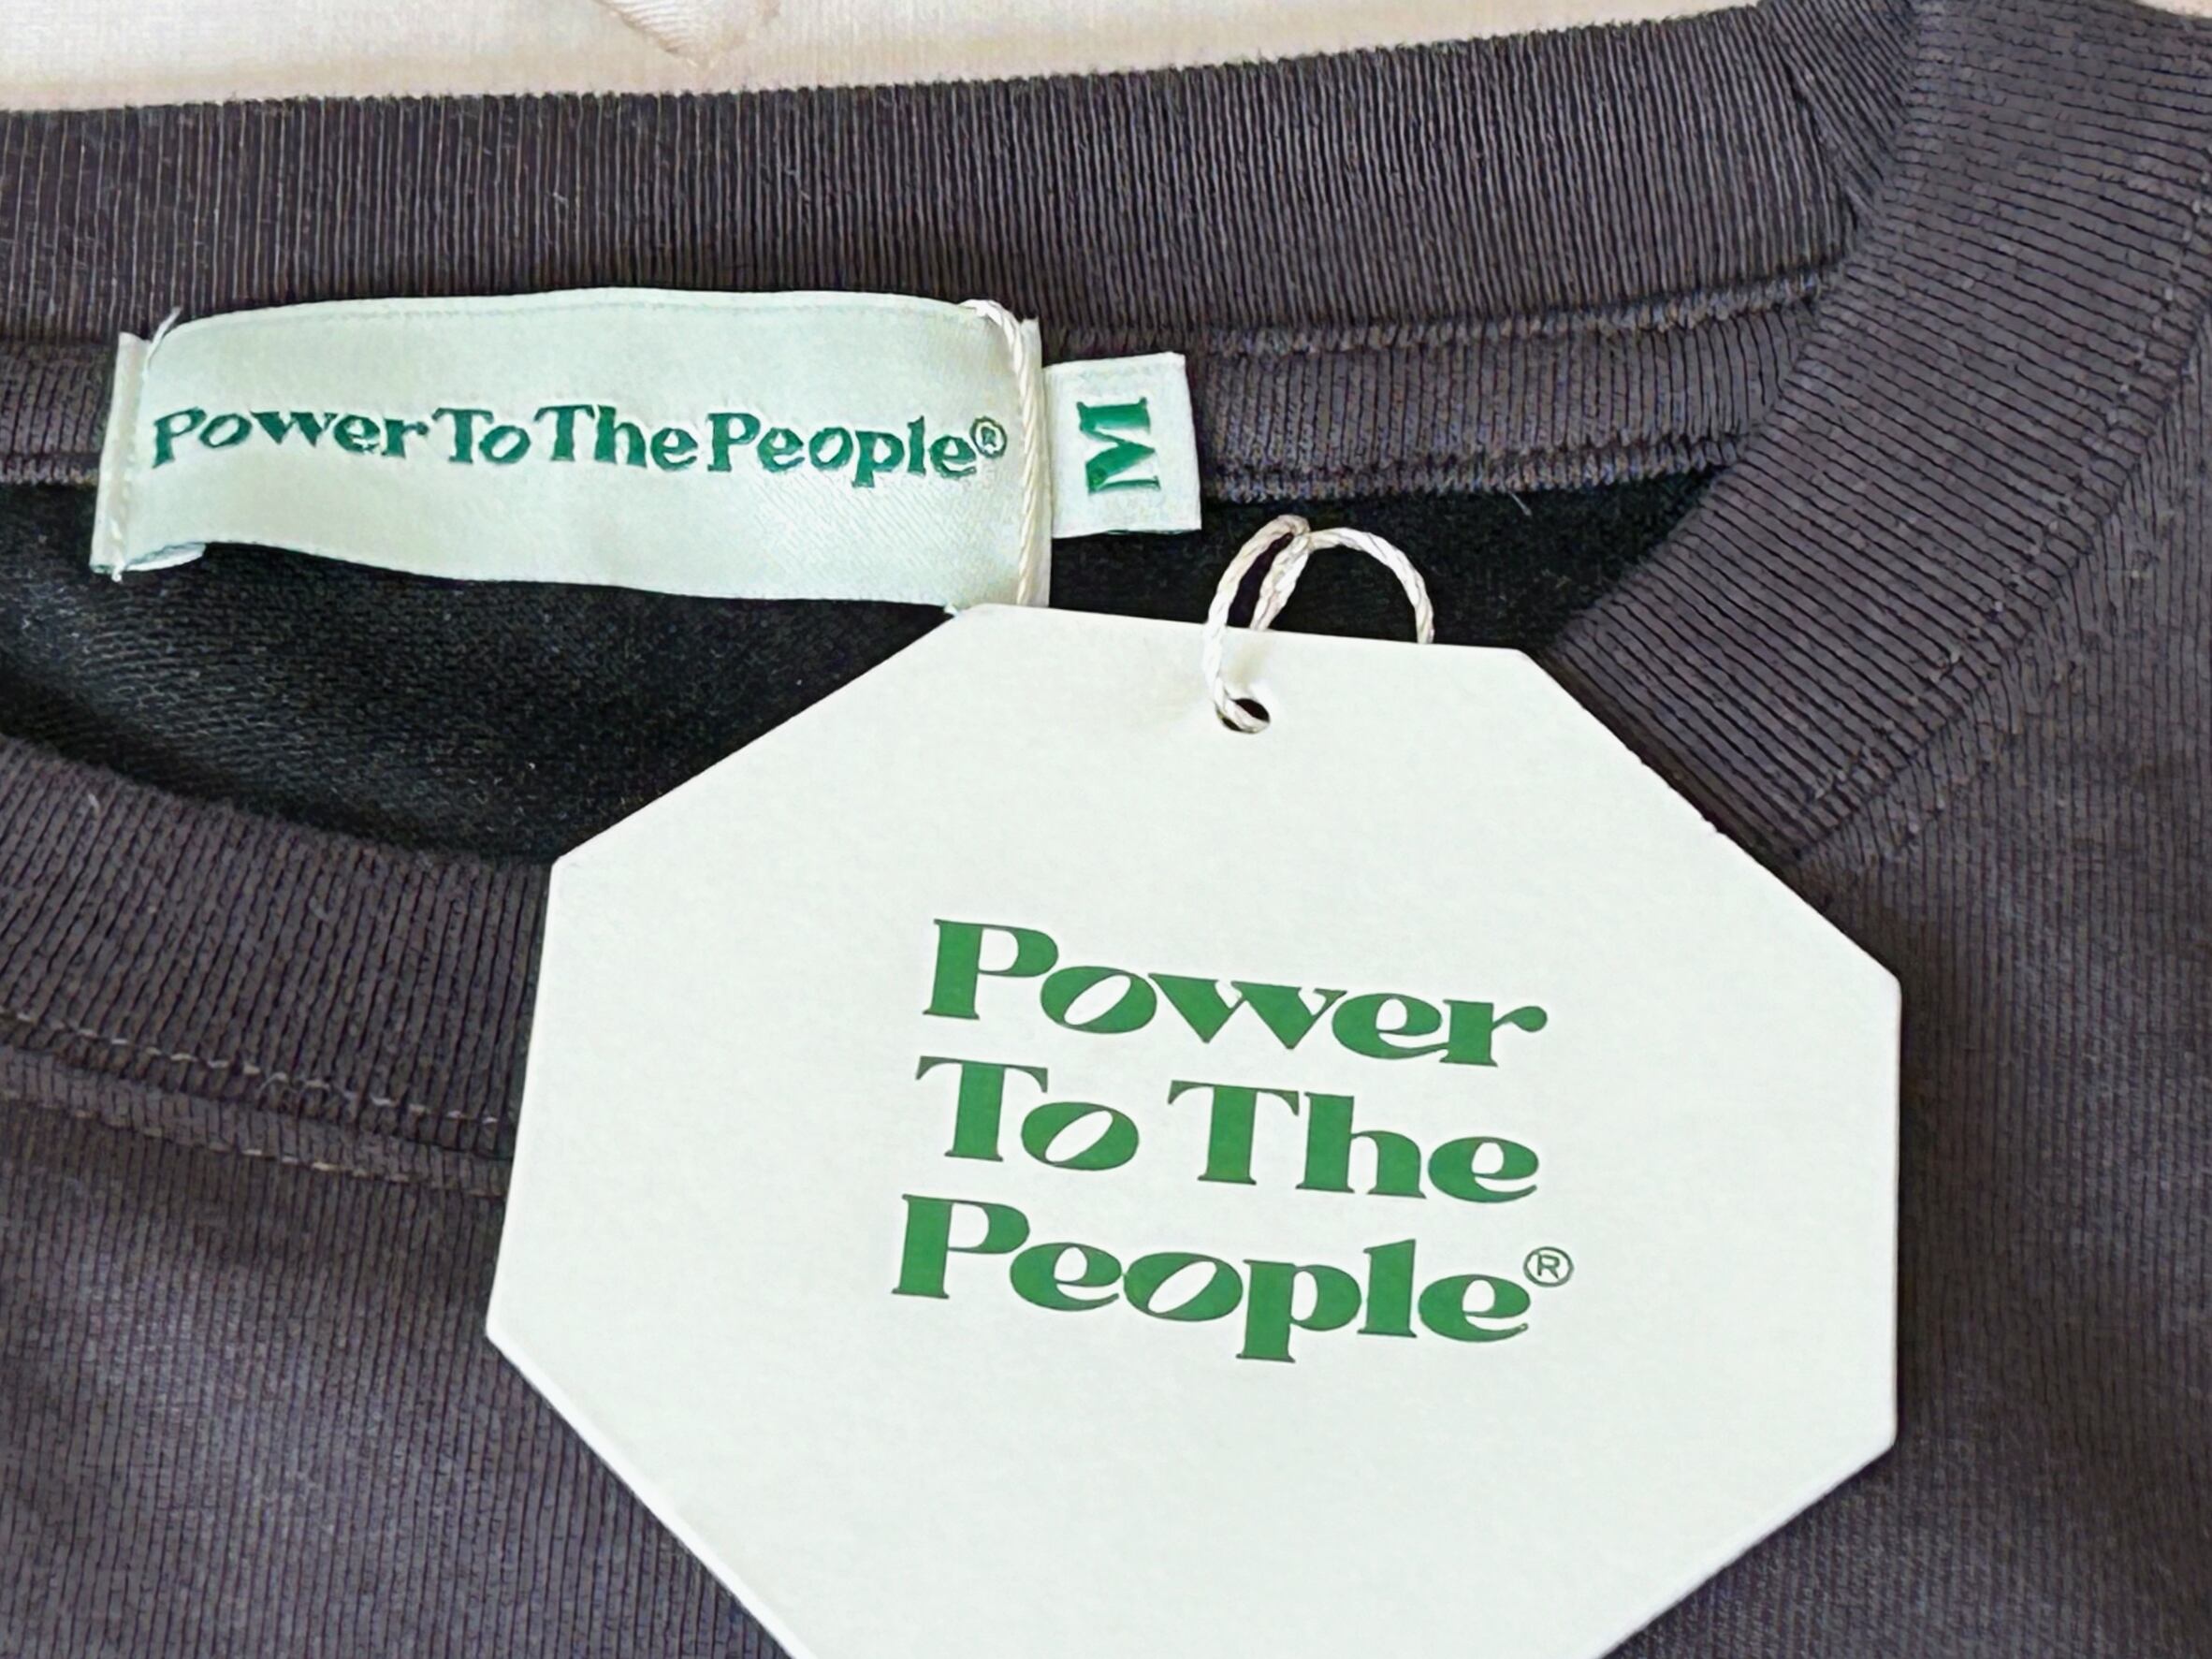 Power To The People®
M
Power
To The
People®